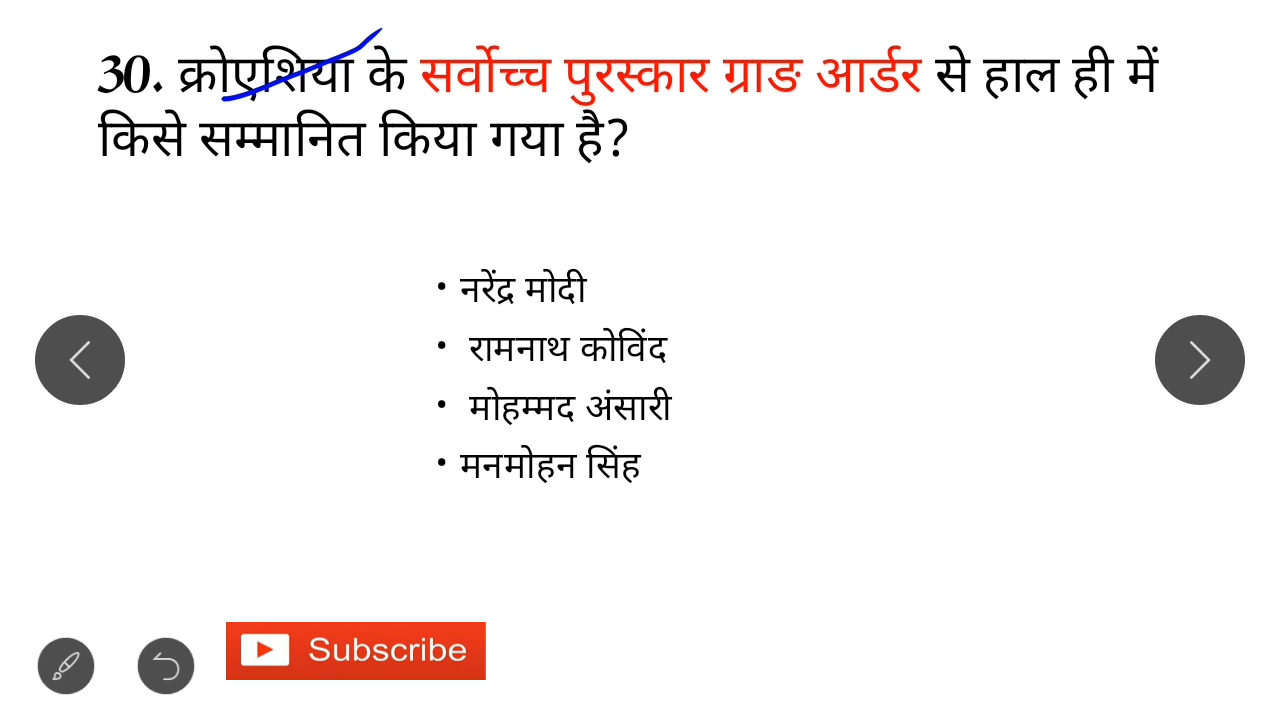 30. क्रोएशिया के सर्वोच्च पुरस्कार ग्राङ आर्डर से हाल ही में
किसे सम्मानित किया गया है?
• नरेंद्र मोदी
• रामनाथ कोविंद
• मोहम्मद अंसारी
• मनमोहन सिंह
Subscribe